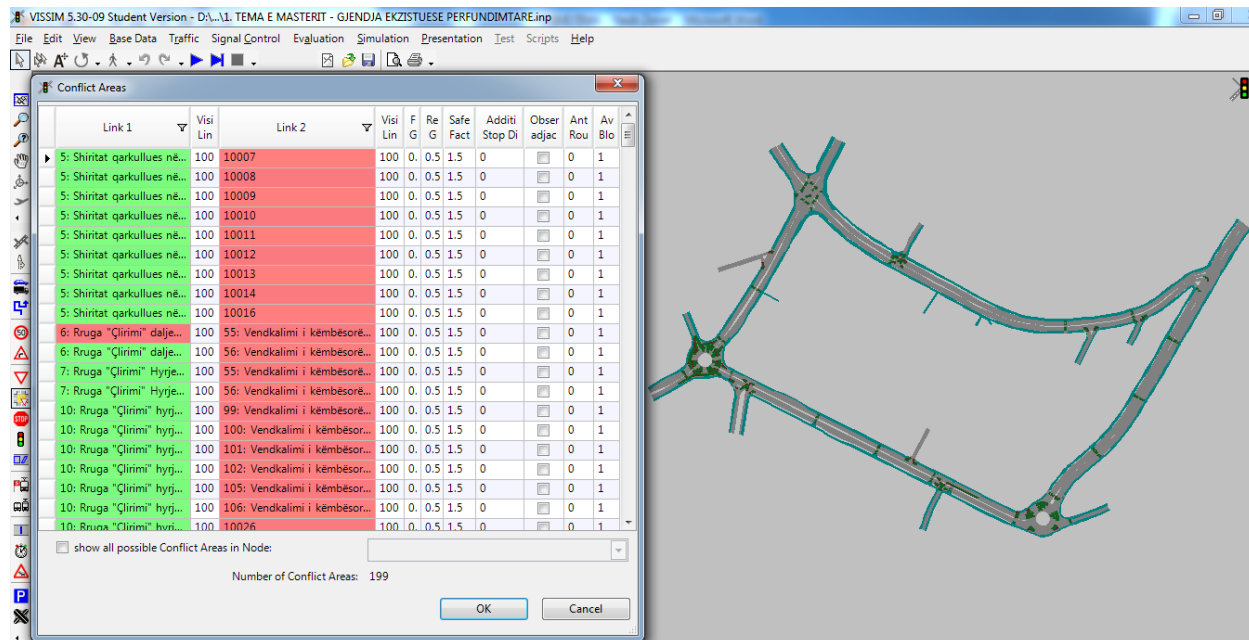 VISSIM 5.30-09 Student Version - D:\...\1. TEMA E MASTERIT - GJENDJA EKZISTUESE PERFUNDIMTARE.inp
File Edit View Base Data Traffic Signal Control Evaluation Simulation Presentation Test Scripts Help
Conflict Areas
Link 1 Visi Lin Link 2 Visi Lin F G Re G Safe Fact Additi Stop Di Obser adjac Ant Rou Av Blo
5: Shiritat qarkullues në... 100 10007 100 0. 0.5 1.5 0 0 1
5: Shiritat qarkullues në... 100 10008 100 0. 0.5 1.5 0 0 1
5: Shiritat qarkullues në... 100 10009 100 0. 0.5 1.5 0 0 1
5: Shiritat qarkullues në... 100 10010 100 0. 0.5 1.5 0 0 1
5: Shiritat qarkullues në... 100 10011 100 0. 0.5 1.5 0 0 1
5: Shiritat qarkullues në... 100 10012 100 0. 0.5 1.5 0 0 1
5: Shiritat qarkullues në... 100 10013 100 0. 0.5 1.5 0 0 1
5: Shiritat qarkullues në... 100 10014 100 0. 0.5 1.5 0 0 1
5: Shiritat qarkullues në... 100 10016 100 0. 0.5 1.5 0 0 1
6: Rruga "Çlirimi" dalje... 100 55: Vendkalimi i këmbësorë... 100 0. 0.5 1.5 0 0 1
6: Rruga "Çlirimi" dalje... 100 56: Vendkalimi i këmbësorë... 100 0. 0.5 1.5 0 0 1
7: Rruga "Çlirimi" Hyrje... 100 55: Vendkalimi i këmbësorë... 100 0. 0.5 1.5 0 0 1
7: Rruga "Çlirimi" Hyrje... 100 56: Vendkalimi i këmbësorë... 100 0. 0.5 1.5 0 0 1
10: Rruga "Çlirimi" hyrj... 100 99: Vendkalimi i këmbësorë... 100 0. 0.5 1.5 0 0 1
10: Rruga "Çlirimi" hyrj... 100 100: Vendkalimi i këmbësor... 100 0. 0.5 1.5 0 0 1
10: Rruga "Çlirimi" hyrj... 100 101: Vendkalimi i këmbësor... 100 0. 0.5 1.5 0 0 1
10: Rruga "Çlirimi" hyrj... 100 102: Vendkalimi i këmbësor... 100 0. 0.5 1.5 0 0 1
10: Rruga "Çlirimi" hyrj... 100 105: Vendkalimi i këmbësor... 100 0. 0.5 1.5 0 0 1
10: Rruga "Çlirimi" hyrj... 100 106: Vendkalimi i këmbësor... 100 0. 0.5 1.5 0 0 1
10: Rruga "Çlirimi" hyrj... 100 10026 100 0. 0.5 1.5 0 0 1
show all possible Conflict Areas in Node:
Number of Conflict Areas: 199
OK Cancel